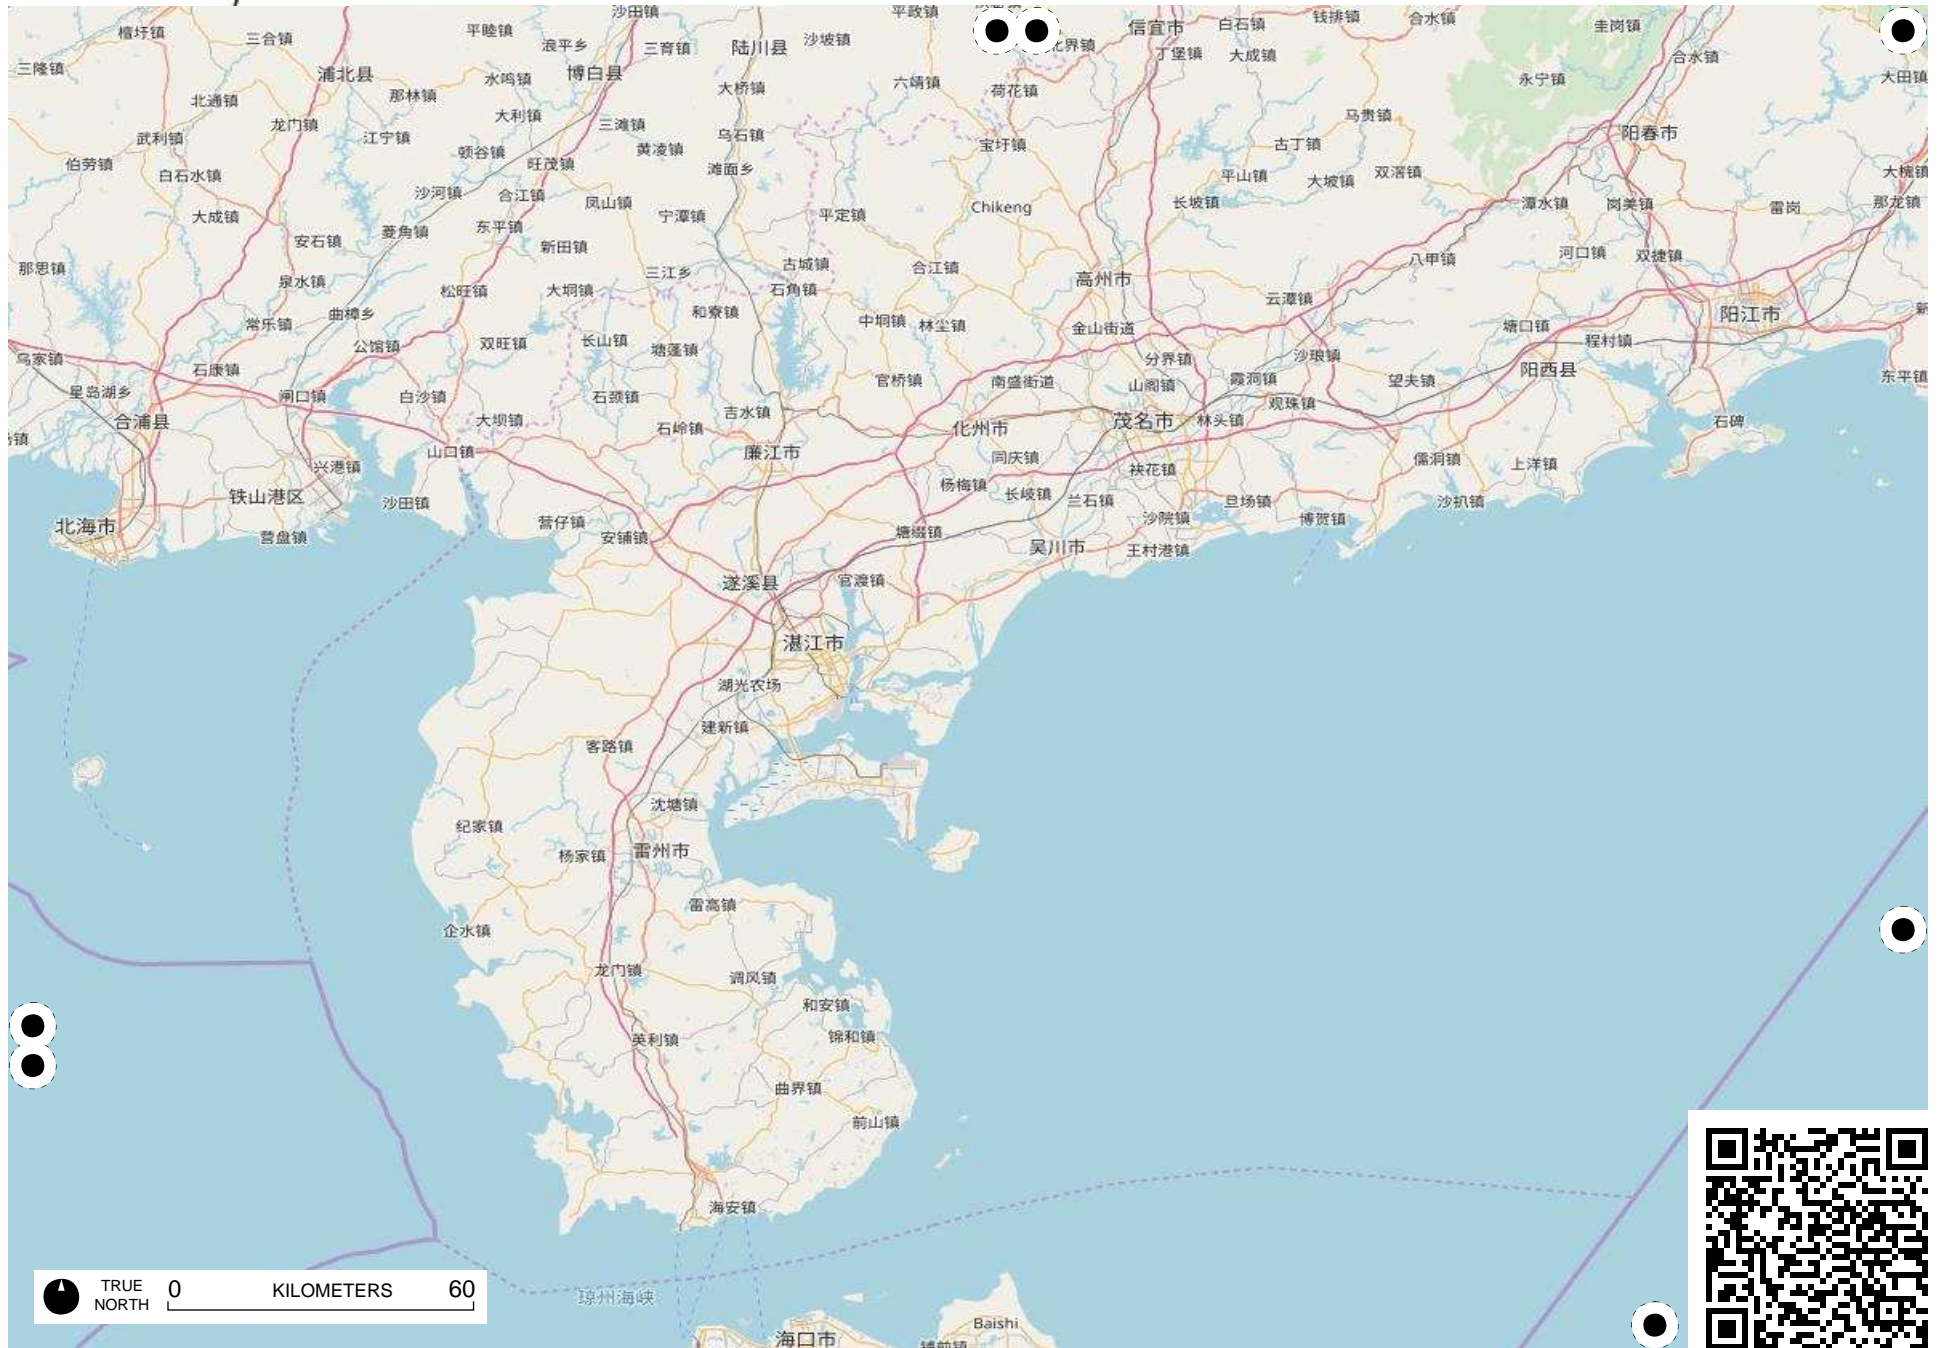 沙田镇
平政镇
檀圩镇
三合镇
平睦镇
浪平乡
三育镇
陆川县
沙坡镇
北界镇
信宜市
白石镇
钱排镇
合水镇
圭岗镇
丁堡镇
大成镇
合水镇
三隆镇
浦北县
水鸣镇
博白县
大桥镇
六靖镇
荷花镇
永宁镇
大田镇
北通镇
那林镇
大利镇
马贵镇
武利镇
龙门镇
江宁镇
三滩镇
乌石镇
宝圩镇
古丁镇
阳春市
伯劳镇
白石水镇
顿谷镇
旺茂镇
黄凌镇
滩面乡
平山镇
大坡镇
双滘镇
大槐镇
沙河镇
合江镇
凤山镇
宁潭镇
平定镇
Chikeng
长坡镇
潭水镇
岗美镇
雷岗
那龙镇
大成镇
安石镇
菱角镇
东平镇
新田镇
那思镇
泉水镇
松旺镇
大垌镇
三江乡
古城镇
石角镇
合江镇
高州市
八甲镇
河口镇
双捷镇
云潭镇
常乐镇
曲樟乡
和寮镇
中垌镇
林尘镇
金山街道
塘口镇
阳江市
新
乌家镇
石康镇
公馆镇
双旺镇
长山镇
塘蓬镇
分界镇
沙琅镇
程村镇
阳西县
星岛湖乡
闸口镇
白沙镇
石颈镇
官桥镇
南盛街道
山阁镇
霞洞镇
望夫镇
东平镇
合浦县
大坝镇
吉水镇
石岭镇
化州市
茂名市
林头镇
观珠镇
石碑
山口镇
廉江市
同庆镇
袂花镇
儒洞镇
上洋镇
兴港镇
铁山港区
沙田镇
杨梅镇
长岐镇
兰石镇
旦场镇
沙扒镇
北海市
营盘镇
营仔镇
安铺镇
塘㙍镇
吴川市
沙院镇
博贺镇
王村港镇
遂溪县
官渡镇
湛江市
湖光农场
建新镇
客路镇
沈塘镇
纪家镇
杨家镇
雷州市
雷高镇
企水镇
龙门镇
调风镇
和安镇
英利镇
锦和镇
曲界镇
前山镇
海安镇
琼州海峡
海口市
Baishi
TRUE NORTH
0 KILOMETERS 60